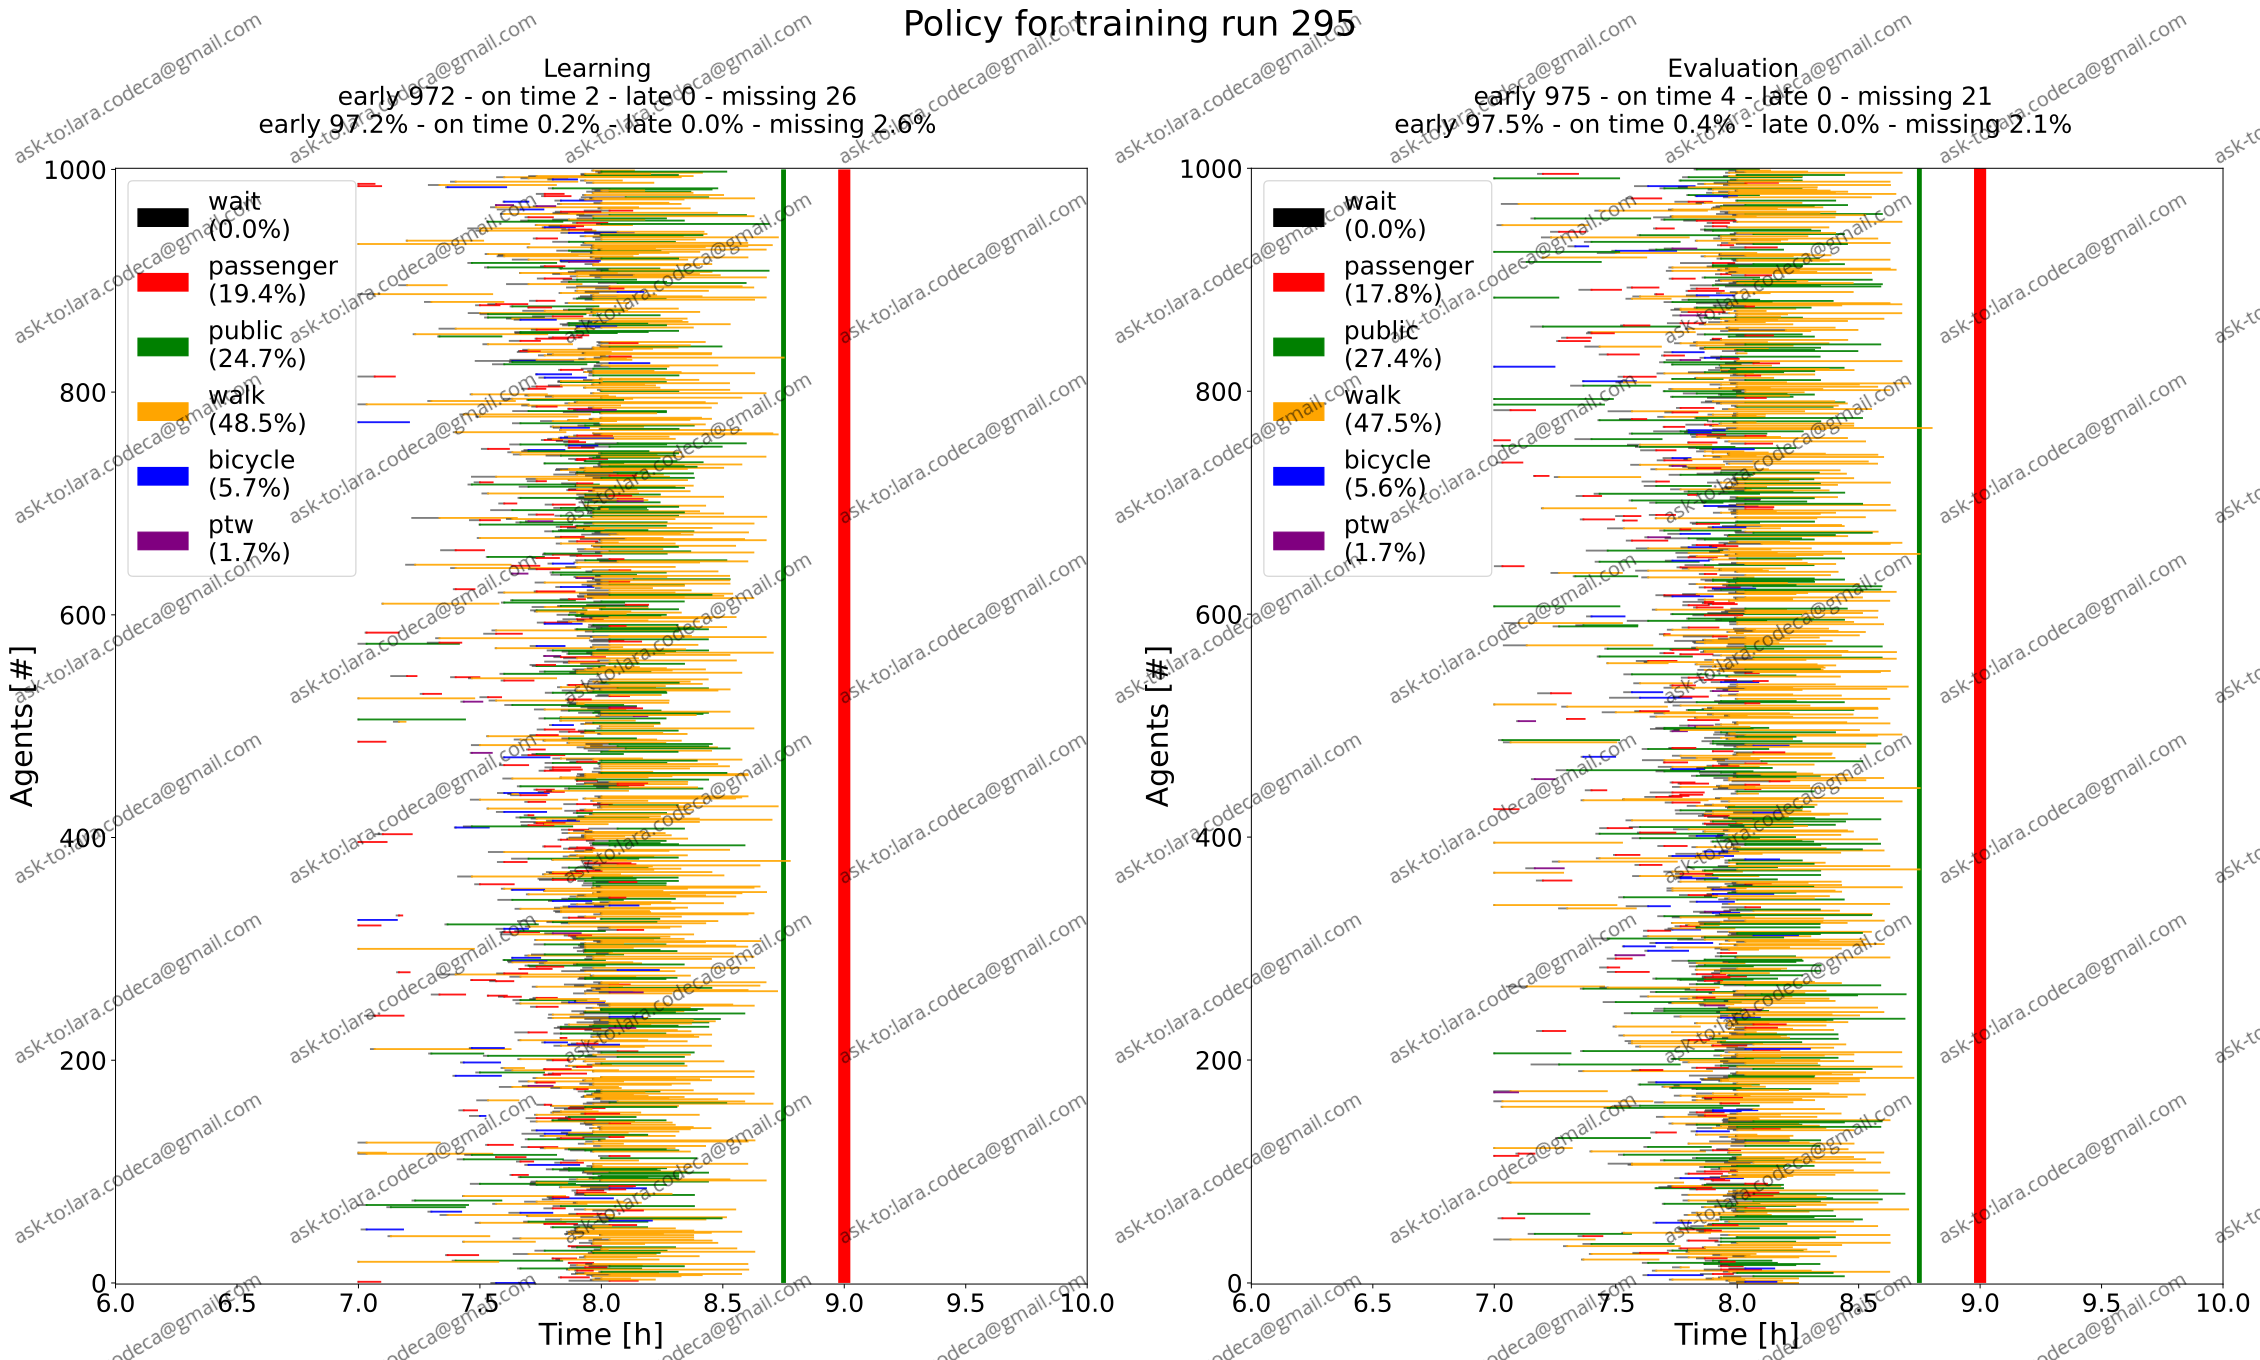 Policy for training run 295
Learning
early 972 - on time 2 - late 0 - missing 26
early 97.2% - on time 0.2% - late 0.0% - missing 2.6%
1000
800
600
400
200
0
Agents [#]
wait
(0.0%)
passenger
(19.4%)
public
(24.7%)
walk
(48.5%)
bicycle
(5.7%)
ptw
(1.7%)
6.0 6.5 7.0 7.5 8.0 8.5 9.0 9.5 10.0
Time [h]
Evaluation
early 975 - on time 4 - late 0 - missing 21
early 97.5% - on time 0.4% - late 0.0% - missing 2.1%
1000
800
600
400
200
0
Agents [#]
wait
(0.0%)
passenger
(17.8%)
public
(27.4%)
walk
(47.5%)
bicycle
(5.6%)
ptw
(1.7%)
6.0 6.5 7.0 7.5 8.0 8.5 9.0 9.5 10.0
Time [h]
ask-to:lara.codeca@gmail.com